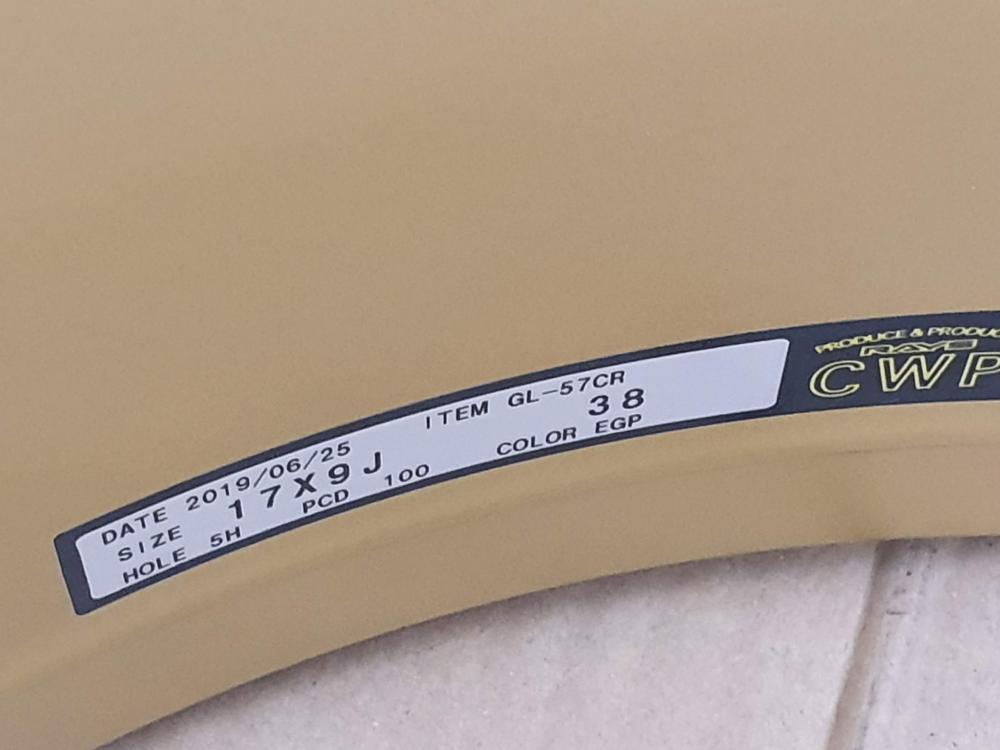 DATE 2019/06/25 ITEM GL-57CR
SIZE 17X9J 38
HOLE 5H PCD 100 COLOR EGP
PRODUCE & PRODUC
RAYS
CWP